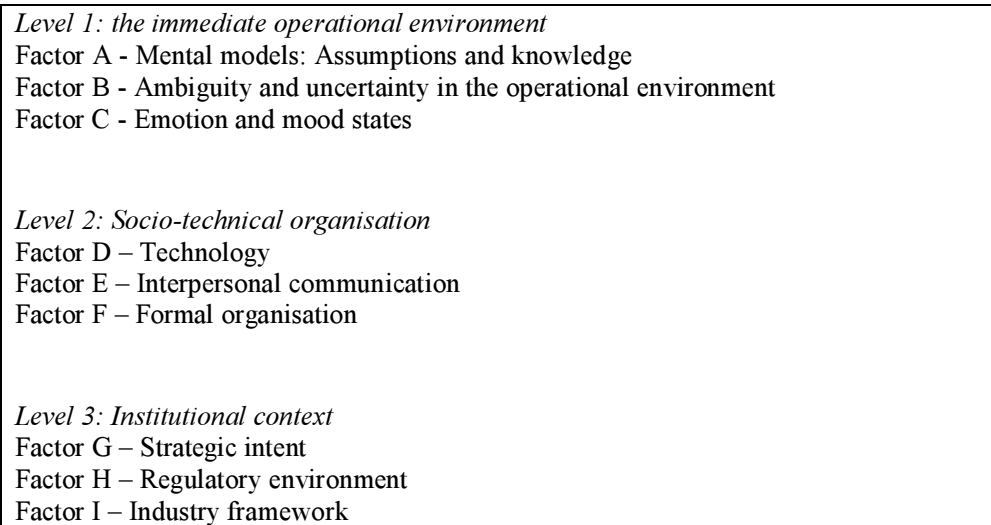 Level 1: the immediate operational environment
Factor A - Mental models: Assumptions and knowledge
Factor B - Ambiguity and uncertainty in the operational environment
Factor C - Emotion and mood states
Level 2: Socio-technical organisation
Factor D – Technology
Factor E – Interpersonal communication
Factor F – Formal organisation
Level 3: Institutional context
Factor G – Strategic intent
Factor H – Regulatory environment
Factor I – Industry framework